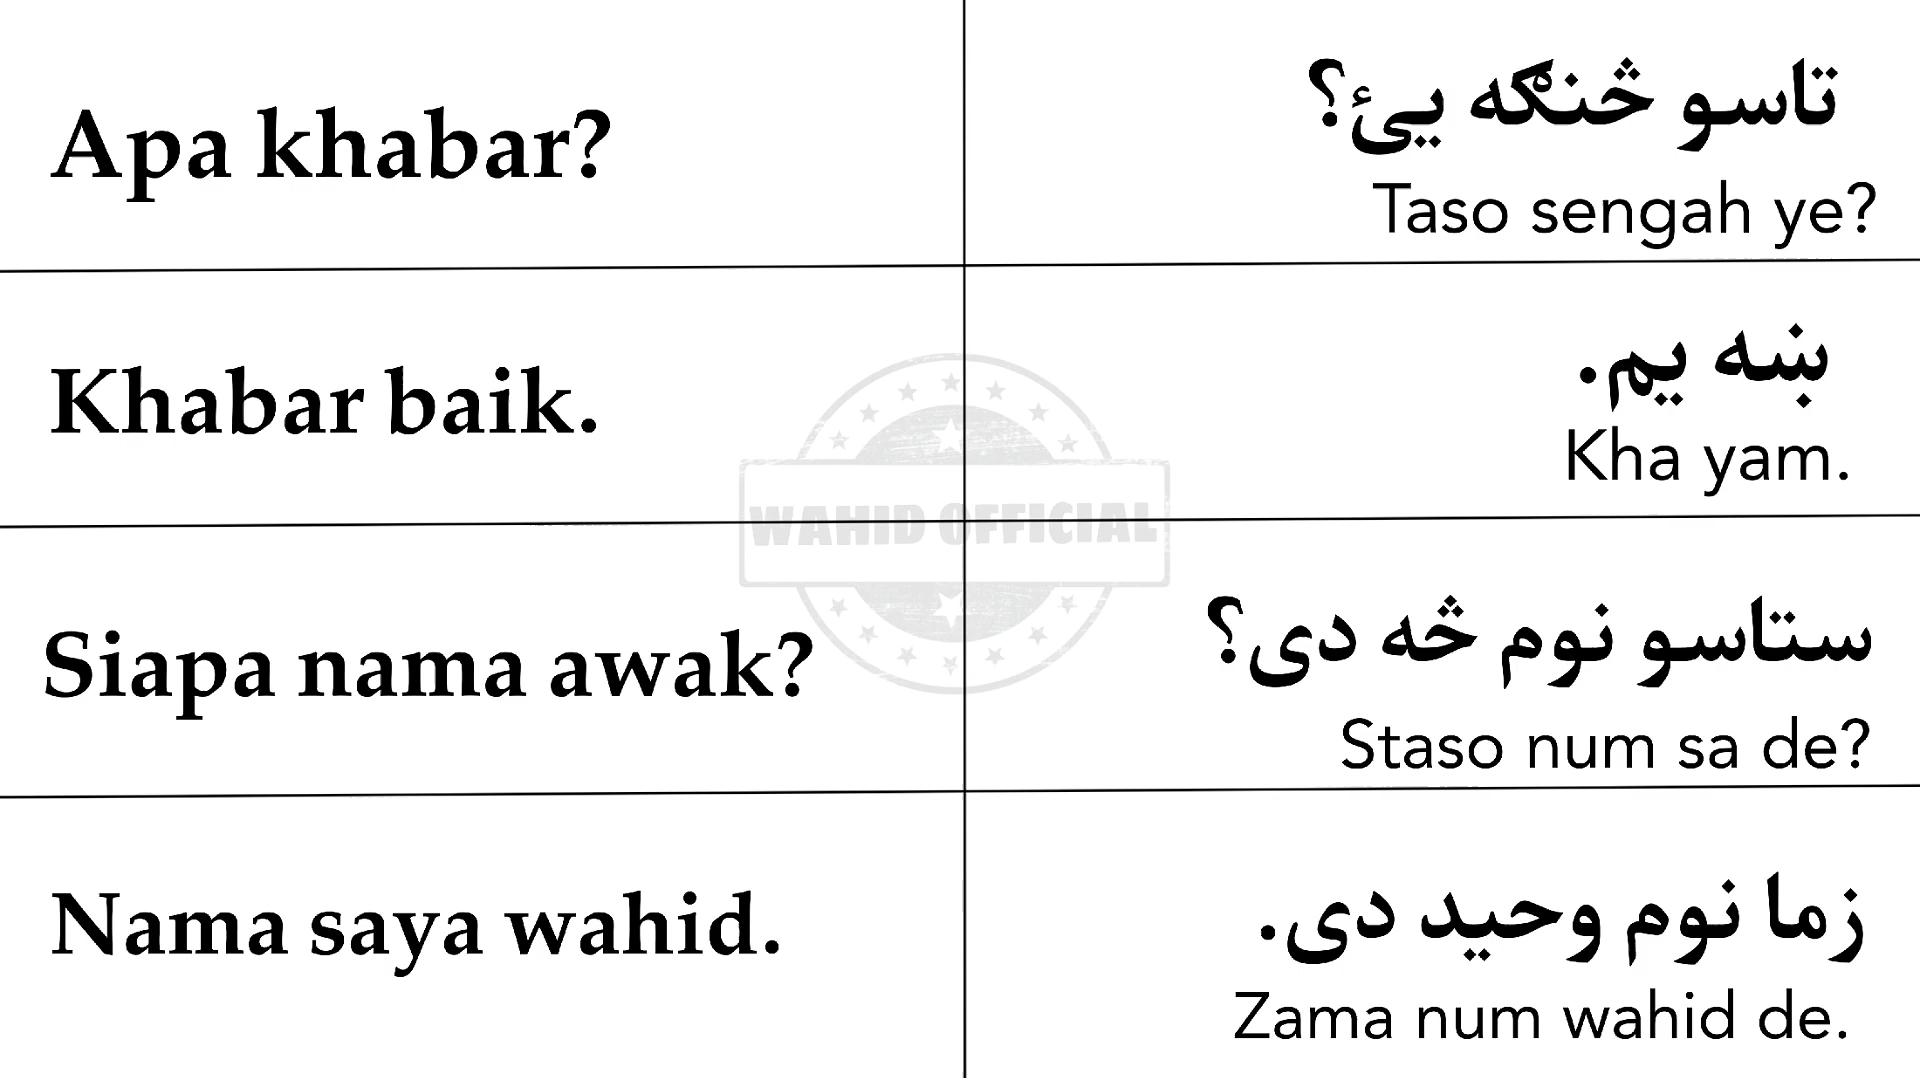 Apa khabar?
تاسو څنګه یئ؟
Taso sengah ye?
Khabar baik.
ښه یم.
Kha yam.
WAHID OFFICIAL
Siapa nama awak?
ستاسو نوم څه دی؟
Staso num sa de?
Nama saya wahid.
زما نوم وحید دی.
Zama num wahid de.